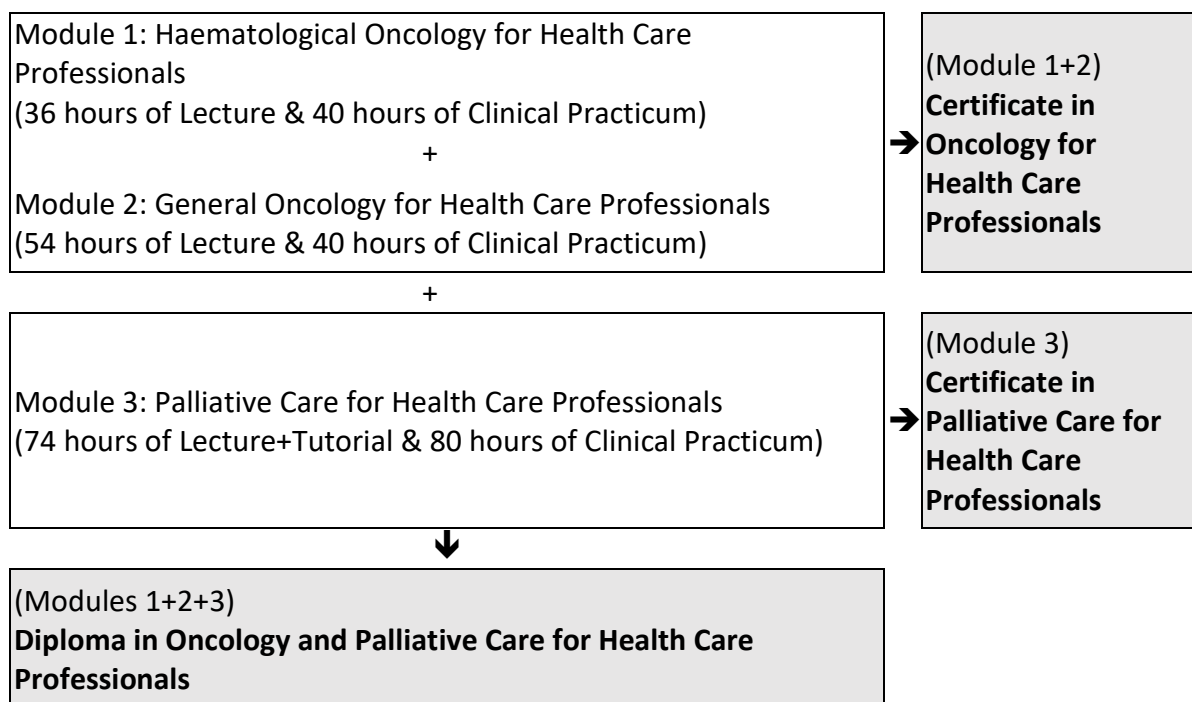 Module 1: Haematological Oncology for Health Care
Professionals
(36 hours of Lecture & 40 hours of Clinical Practicum)
+
Module 2: General Oncology for Health Care Professionals
(54 hours of Lecture & 40 hours of Clinical Practicum)
(Module 1+2)
Certificate in
Oncology for
Health Care
Professionals
+
Module 3: Palliative Care for Health Care Professionals
(74 hours of Lecture+Tutorial & 80 hours of Clinical Practicum)
(Module 3)
Certificate in
Palliative Care for
Health Care
Professionals
(Modules 1+2+3)
Diploma in Oncology and Palliative Care for Health Care
Professionals